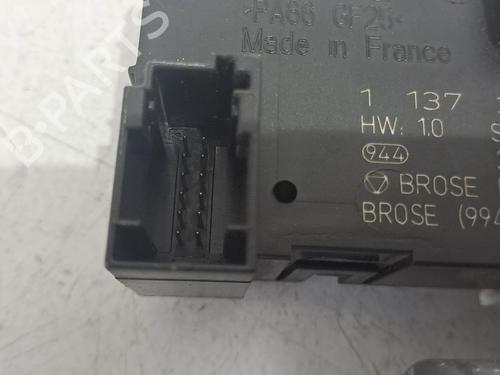 >PA66 GF25<
Made in France
1 137
HW: 1.0
944
BROSE
BROSE (994
B-PARTS